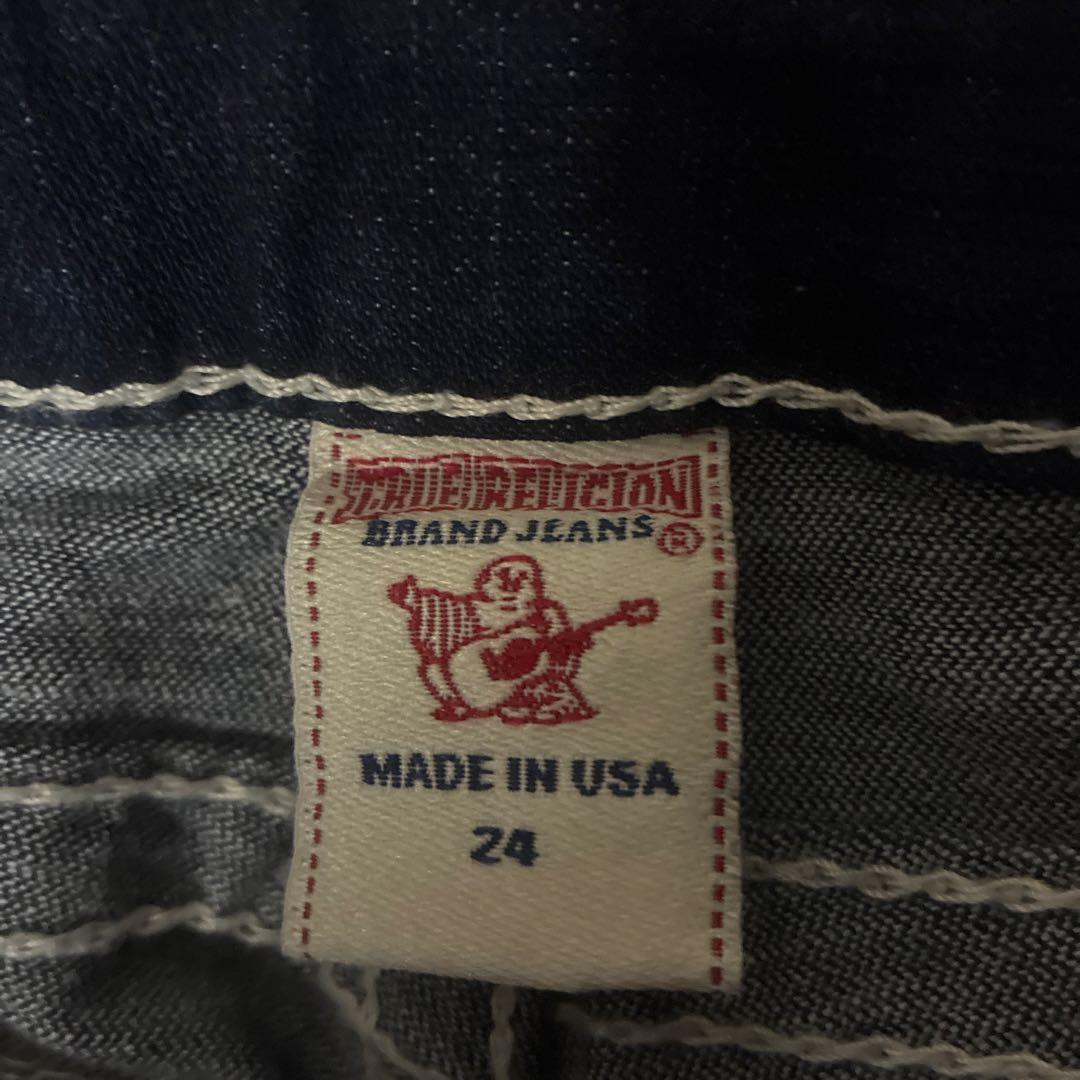 TRUE RELIGION
BRAND JEANS ®
MADE IN USA
24